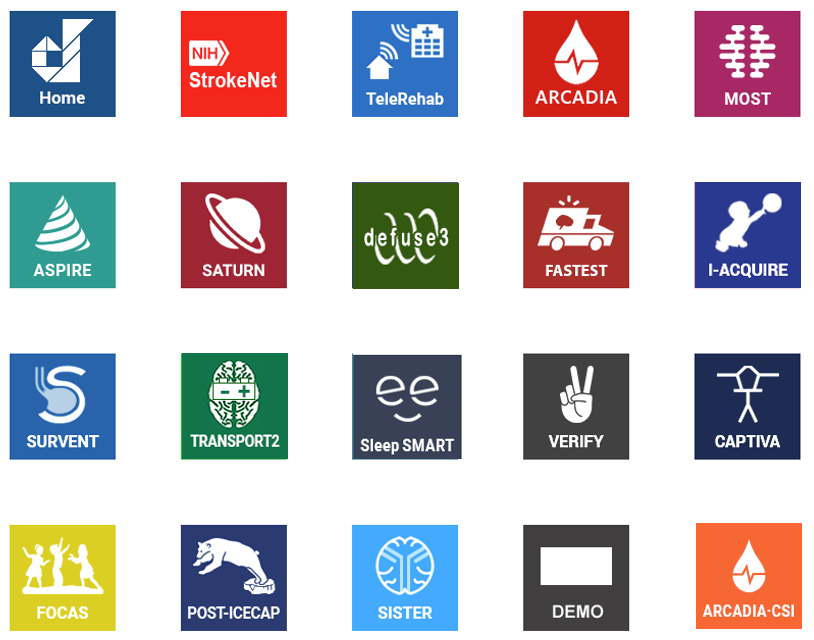 Home
NIH
StrokeNet
TeleRehab
ARCADIA
MOST
ASPIRE
SATURN
defuse3
FASTEST
I-ACQUIRE
SURVENT
TRANSPORT2
ee
Sleep SMART
VERIFY
CAPTIVA
FOCAS
POST-ICECAP
SISTER
DEMO
ARCADIA-CSI